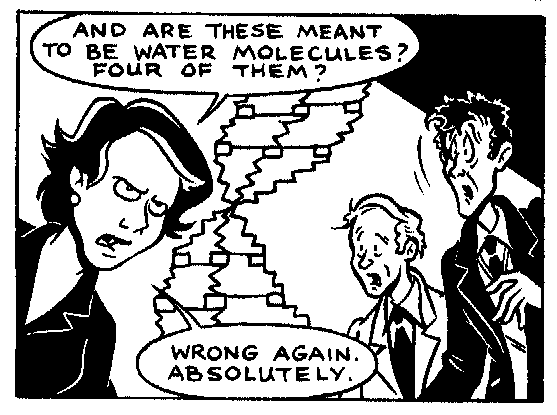 AND ARE THESE MEANT
TO BE WATER MOLECULES?
FOUR OF THEM?
WRONG AGAIN.
ABSOLUTELY.